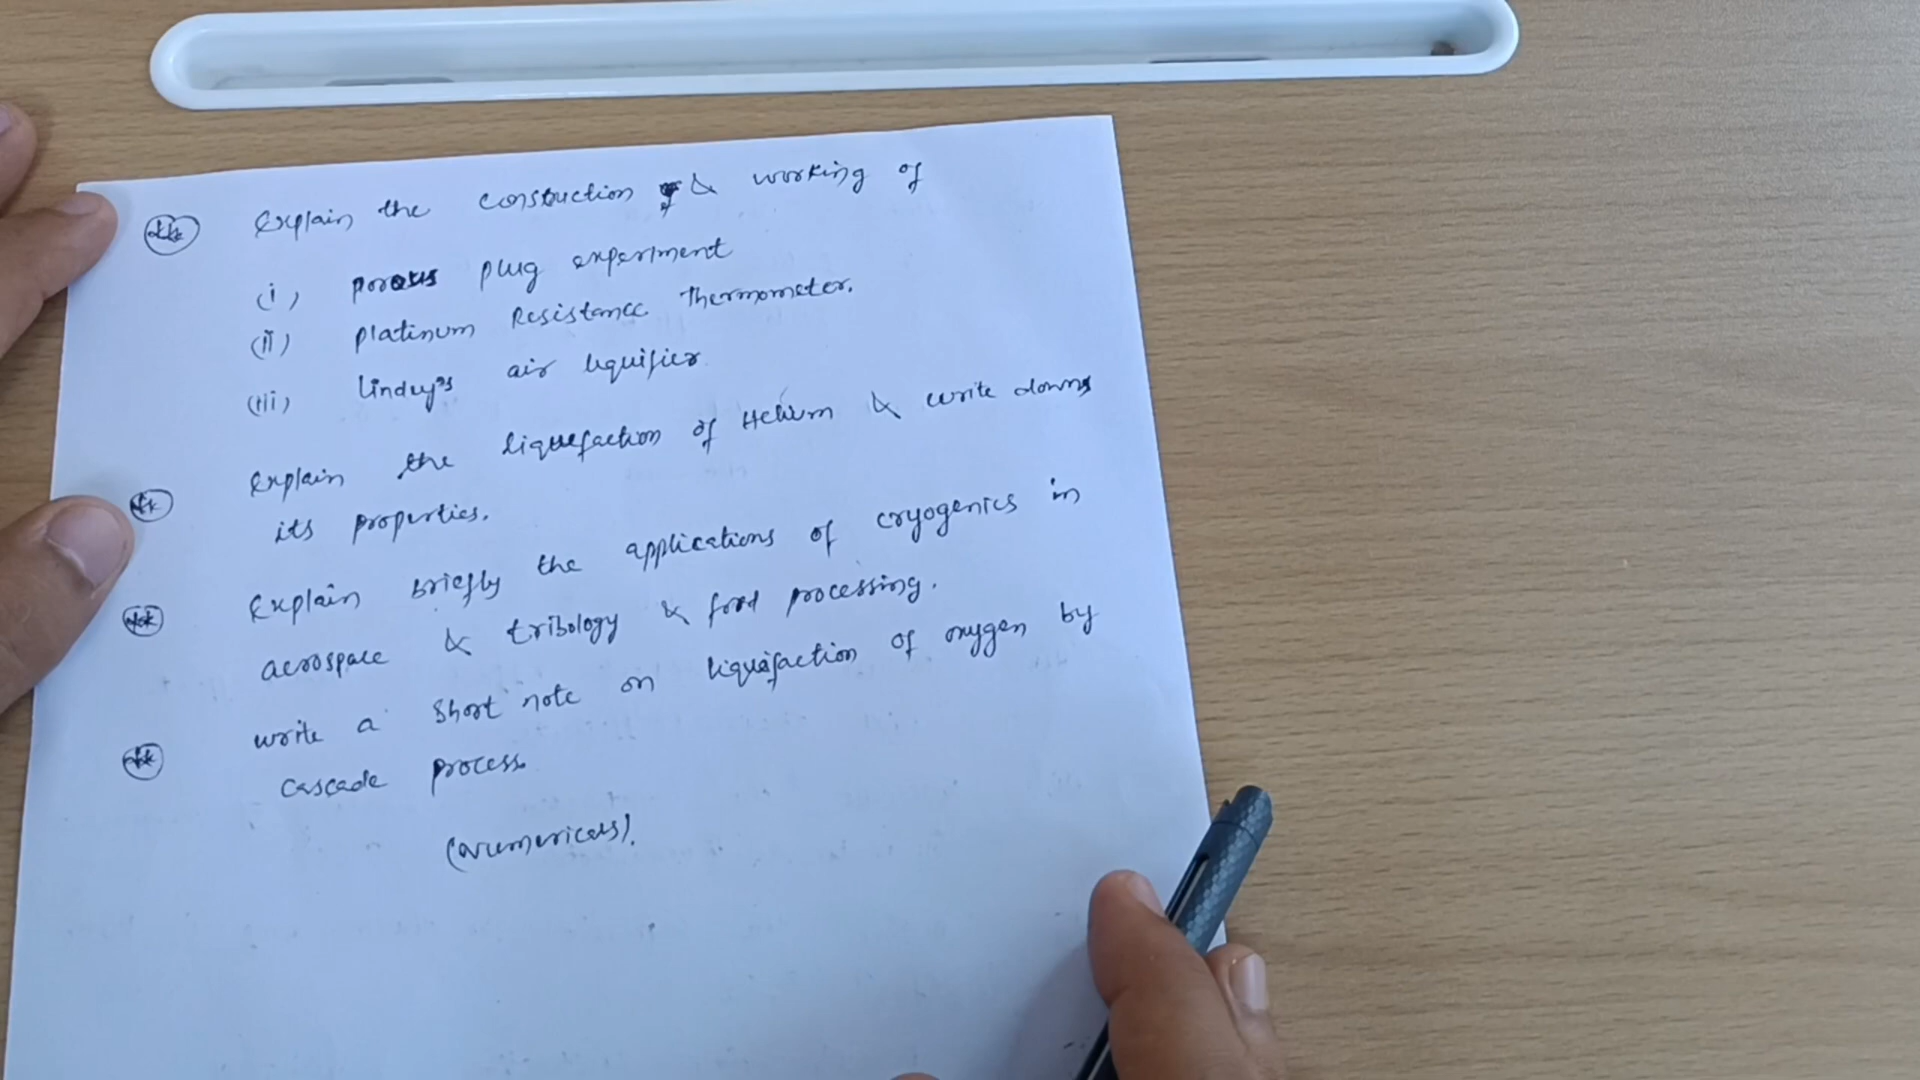 Explain the constuction & working of
(i) porous plug experiment
(ii) platinum Resistance Thermometer.
(iii) Lindey's air liquifier
Explain the liquefaction of Helium & write down
its properties.
Explain briefly the applications of cryogenics in
aerospace & tribology & food processing.
write a short note on liquifaction of oxygen by
cascade process
(Numericals).